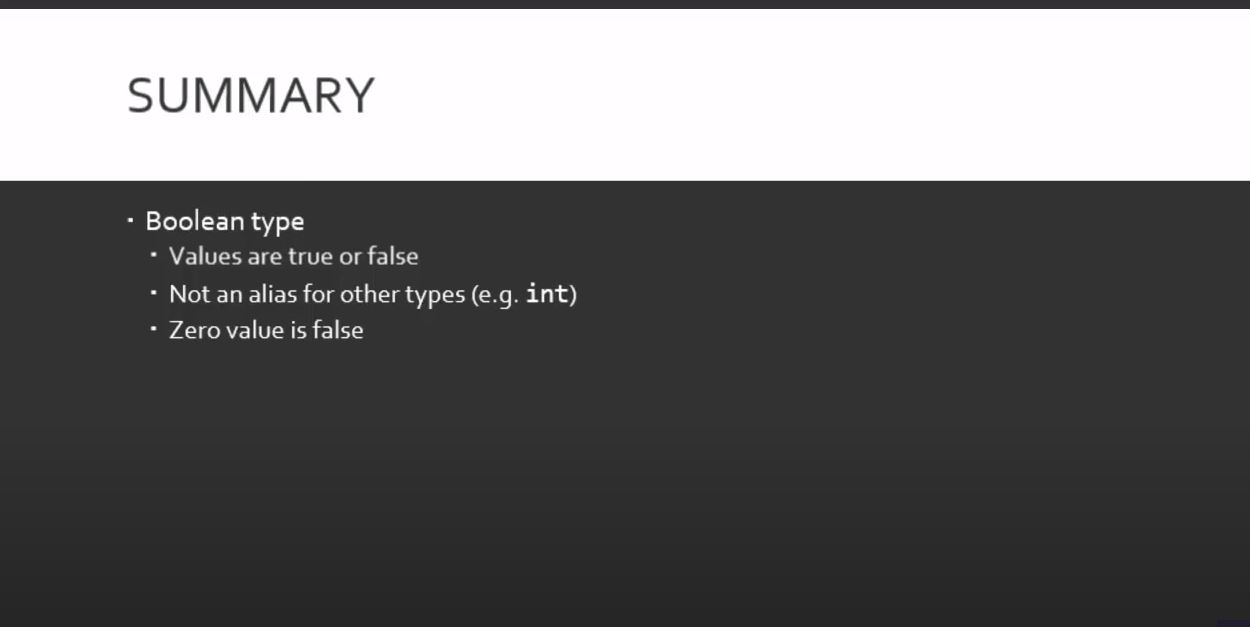 SUMMARY
▪ Boolean type
▪ Values are true or false
▪ Not an alias for other types (e.g. int)
▪ Zero value is false